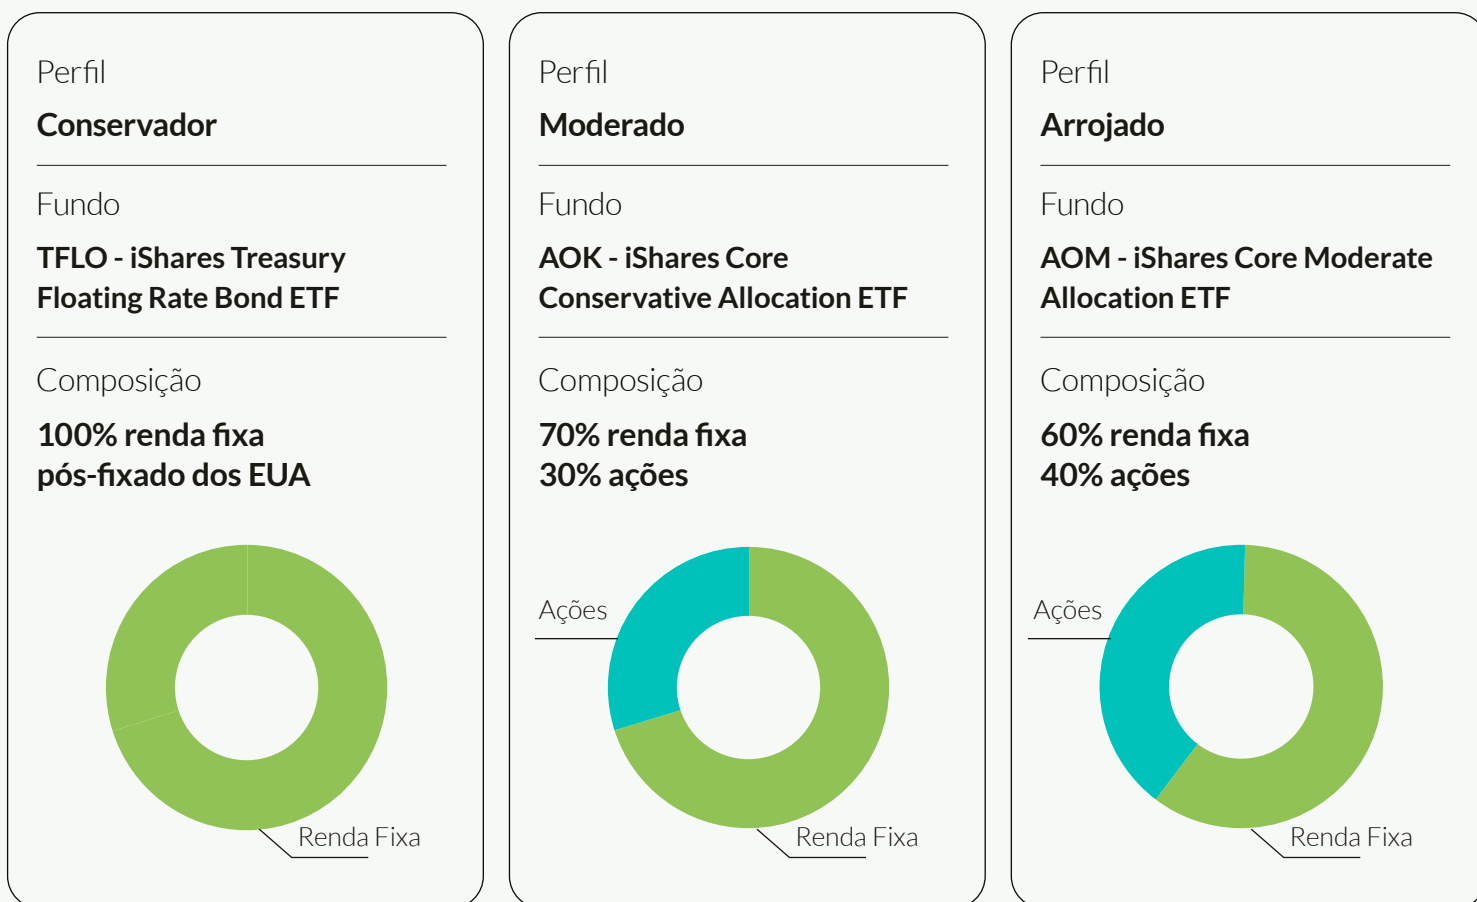 Perfil
Conservador
Fundo
TFLO - iShares Treasury
Floating Rate Bond ETF
Composição
100% renda fixa
pós-fixado dos EUA
Renda Fixa
Perfil
Moderado
Fundo
AOK - iShares Core
Conservative Allocation ETF
Composição
70% renda fixa
30% ações
Ações
Renda Fixa
Perfil
Arrojado
Fundo
AOM - iShares Core Moderate
Allocation ETF
Composição
60% renda fixa
40% ações
Ações
Renda Fixa